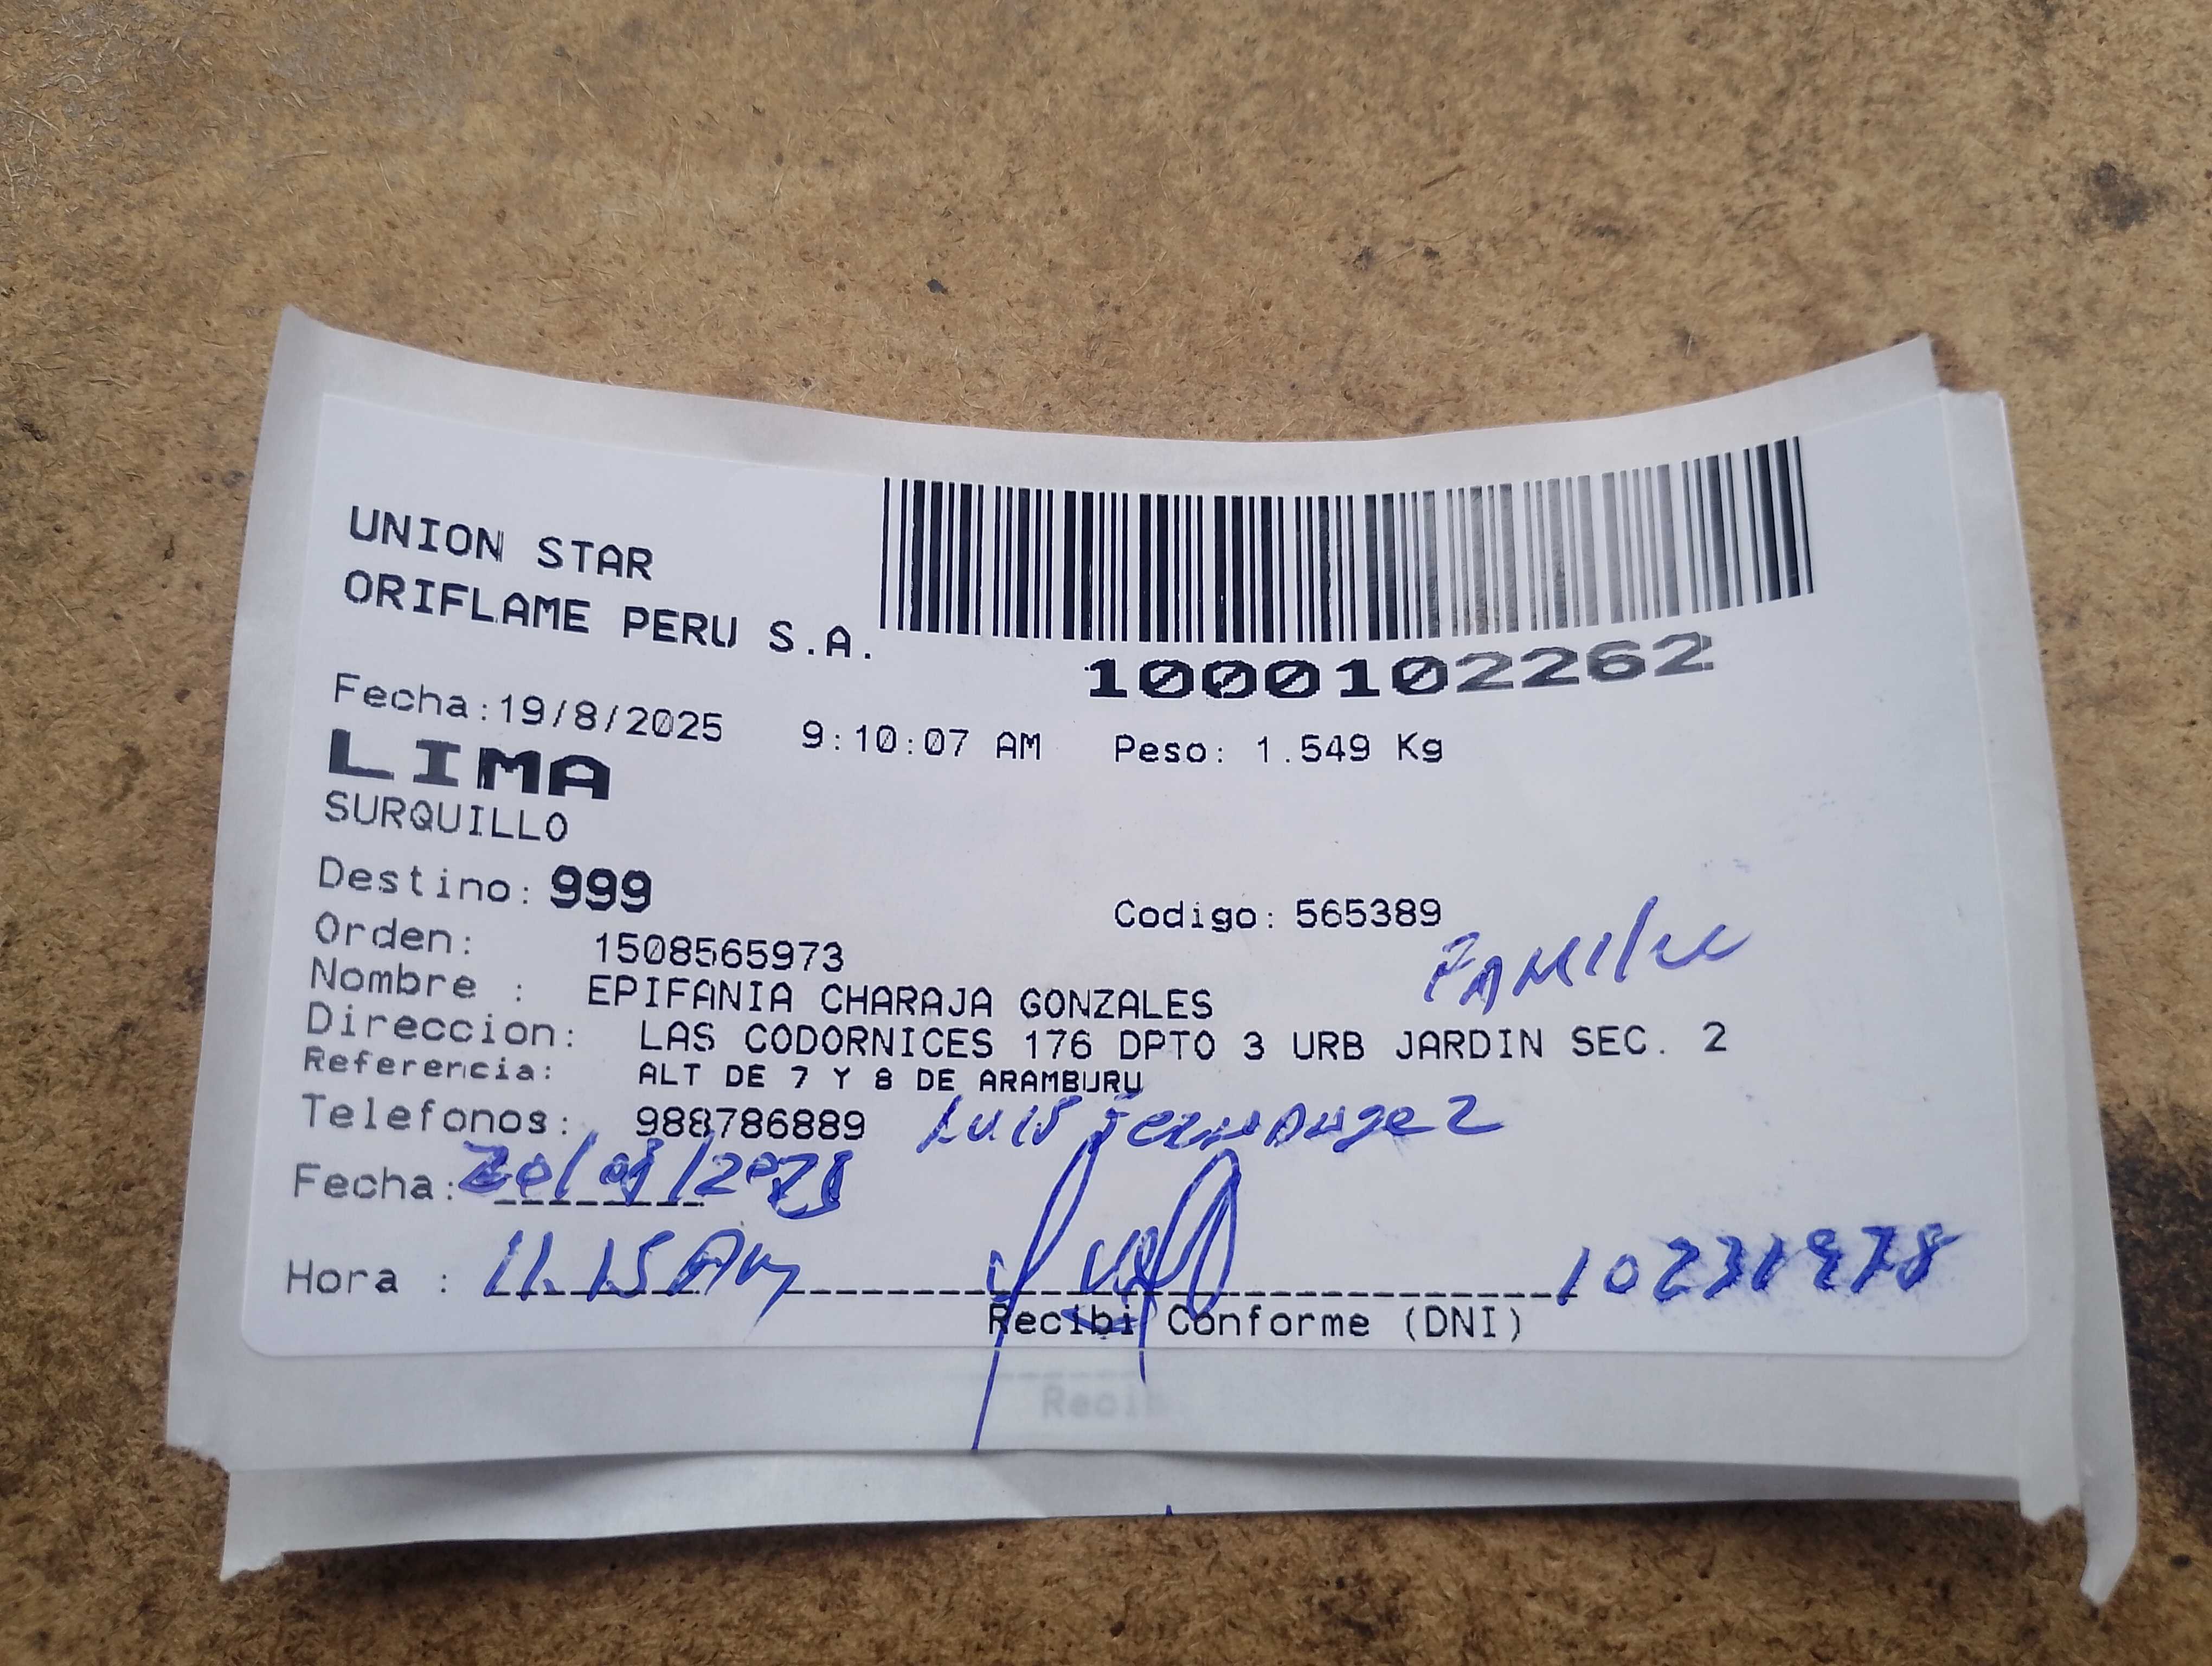 UNION STAR
ORIFLAME PERU S.A.
1000102262
Fecha:19/8/2025 9:10:07 AM Peso: 1.549 Kg
LIMA
SURQUILLO
Destino: 999
Codigo: 565389
Orden: 1508565973
Nombre : EPIFANIA CHARAJA GONZALES
Direccion: LAS CODORNICES 176 DPTO 3 URB JARDIN SEC. 2
Referencia: ALT DE 7 Y 8 DE ARAMBURU
Telefonos: 988786889 Luis
Fecha: 20/08/2025
Hora : 11.15 AM 10231978
Recibi Conforme (DNI)
Reci